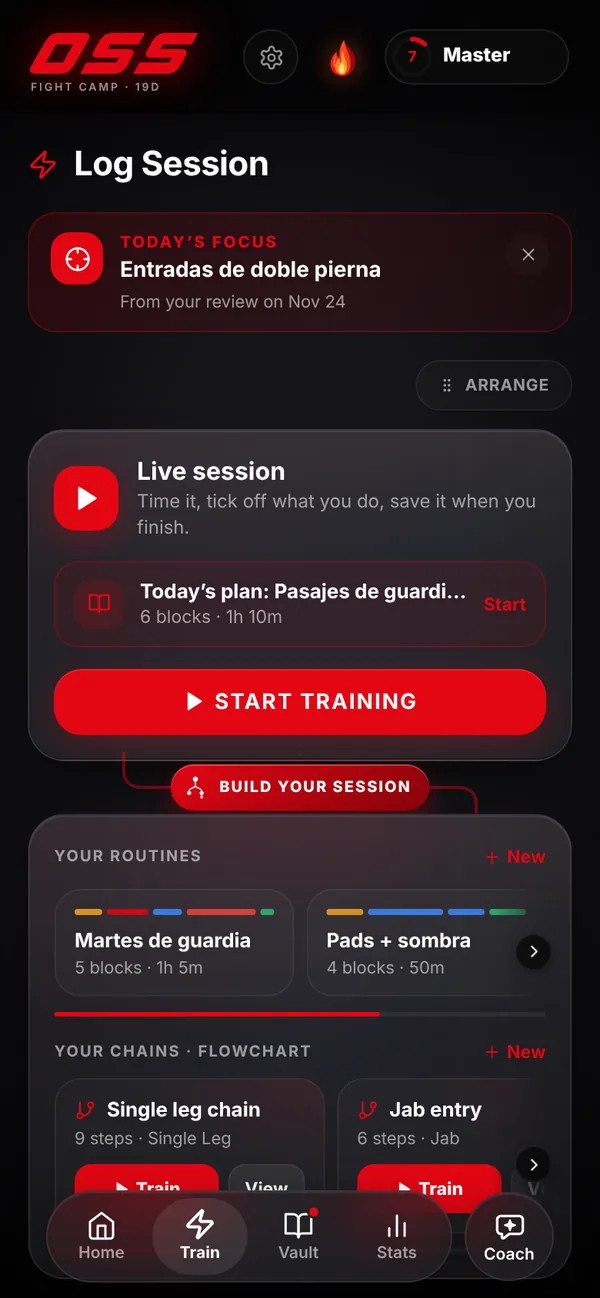 OSS
FIGHT CAMP · 19D
7
Master
Log Session
TODAY'S FOCUS
Entradas de doble pierna
From your review on Nov 24
ARRANGE
Live session
Time it, tick off what you do, save it when you
finish.
Today's plan: Pasajes de guardi...
6 blocks · 1h 10m
Start
START TRAINING
BUILD YOUR SESSION
YOUR ROUTINES
+ New
Martes de guardia
5 blocks · 1h 5m
Pads + sombra
4 blocks · 50m
YOUR CHAINS · FLOWCHART
+ New
Single leg chain
9 steps · Single Leg
Train
View
Jab entry
6 steps · Jab
Train
Home
Train
Vault
Stats
Coach